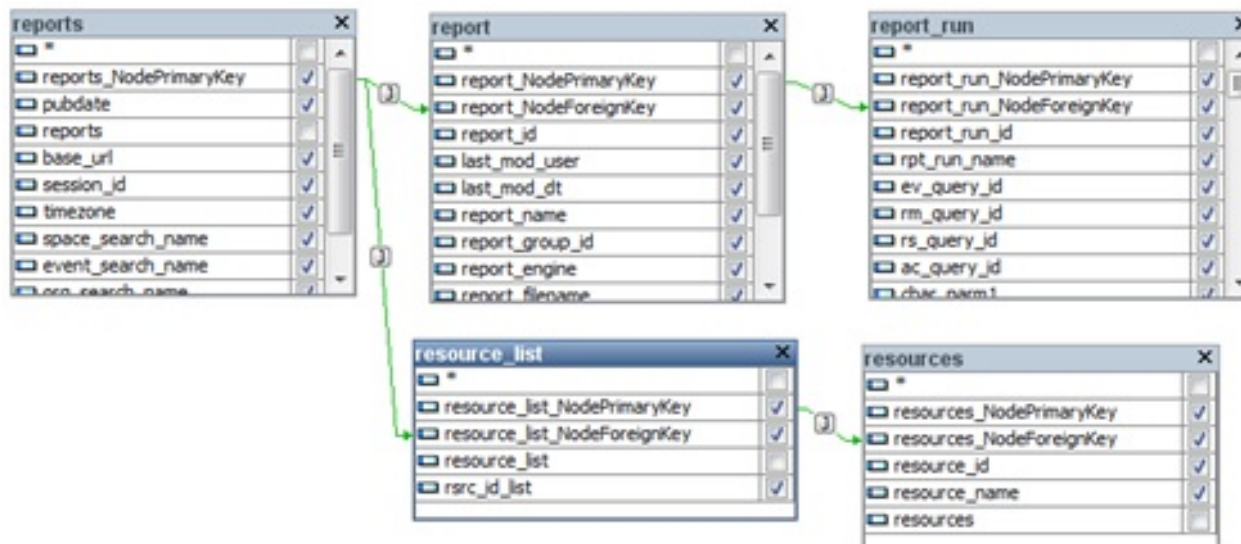 reports
*
reports_NodePrimaryKey
pubdate
reports
base_url
session_id
timezone
space_search_name
event_search_name
org_search_name
report
*
report_NodePrimaryKey
report_NodeForeignKey
report_id
last_mod_user
last_mod_dt
report_name
report_group_id
report_engine
report_filename
report_run
*
report_run_NodePrimaryKey
report_run_NodeForeignKey
report_run_id
rpt_run_name
ev_query_id
rm_query_id
rs_query_id
ac_query_id
char_parm1
resource_list
*
resource_list_NodePrimaryKey
resource_list_NodeForeignKey
resource_list
rsrc_id_list
resources
*
resources_NodePrimaryKey
resources_NodeForeignKey
resource_id
resource_name
resources